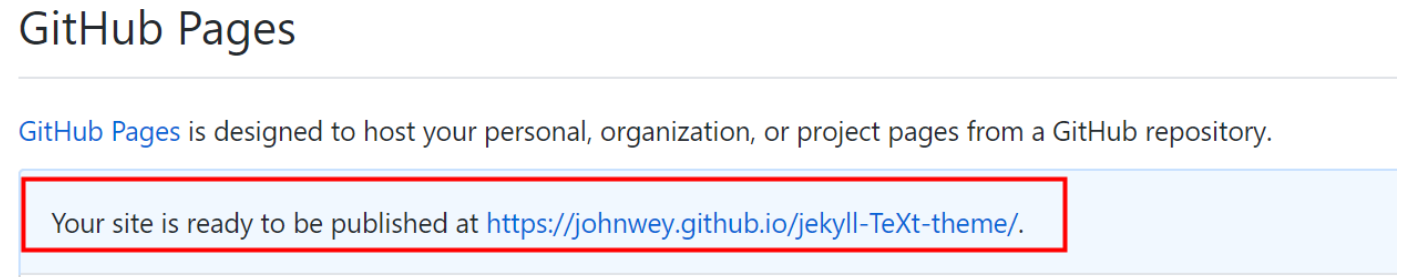 GitHub Pages
GitHub Pages is designed to host your personal, organization, or project pages from a GitHub repository.
Your site is ready to be published at https://johnwey.github.io/jekyll-TeXt-theme/.